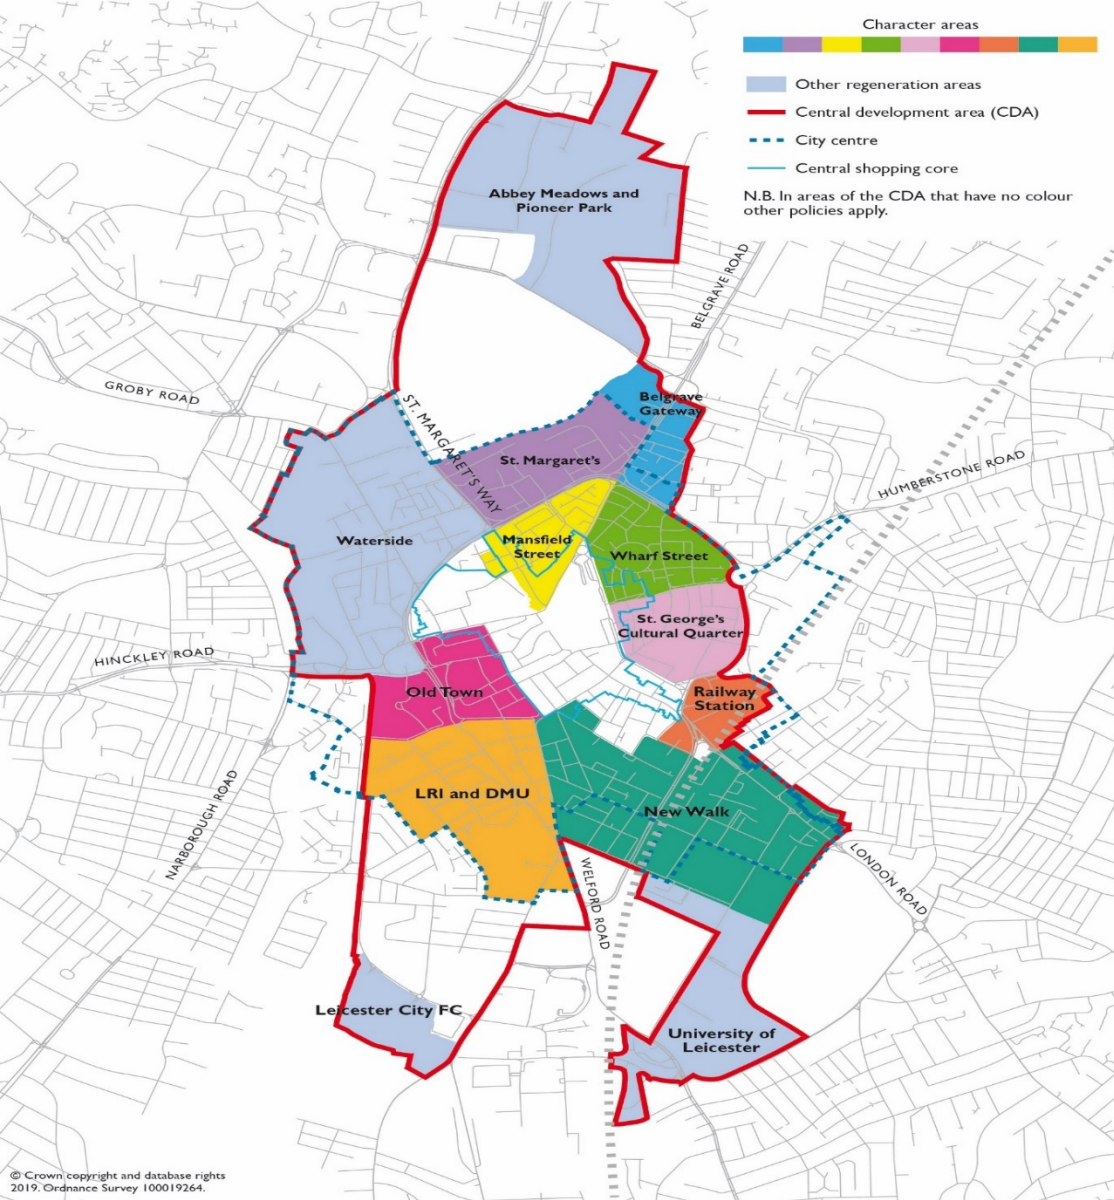 Character areas
Other regeneration areas
Central development area (CDA)
City centre
Central shopping core
N.B. In areas of the CDA that have no colour
other policies apply.
Abbey Meadows and
Pioneer Park
BELGRAVE ROAD
GROBY ROAD
ST. MARGARET'S WAY
Belgrave
Gateway
St. Margaret's
HUMBERSTONE ROAD
Waterside
Mansfield
Street
Wharf Street
St. George's
Cultural Quarter
HINCKLEY ROAD
Old Town
Railway
Station
LRI and DMU
New Walk
NARBOROUGH ROAD
WELFORD ROAD
LONDON ROAD
Leicester City FC
University of
Leicester
© Crown copyright and database rights
2019. Ordnance Survey 100019264.